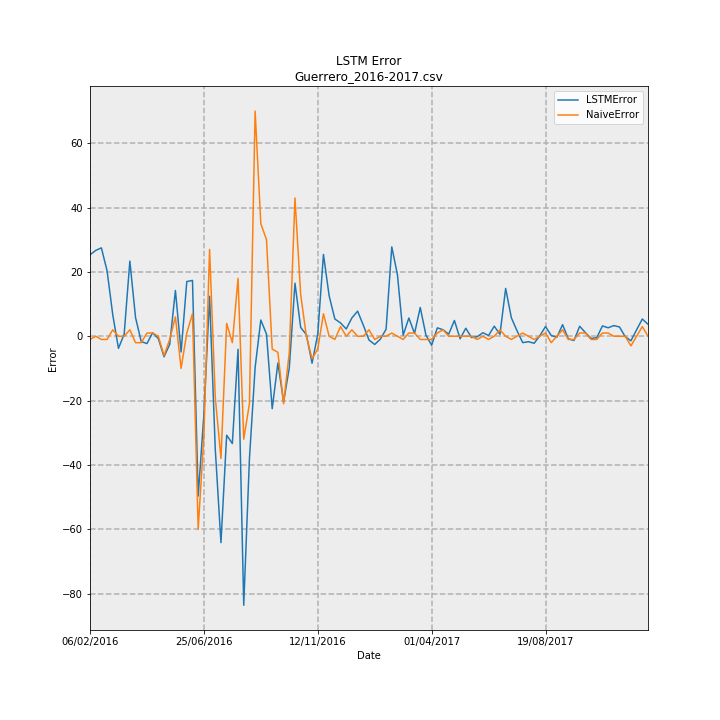 LSTM Error
Guerrero_2016-2017.csv
LSTMError
NaiveError
60
40
20
0
−20
−40
−60
−80
Error
06/02/2016
25/06/2016
12/11/2016
01/04/2017
19/08/2017
Date